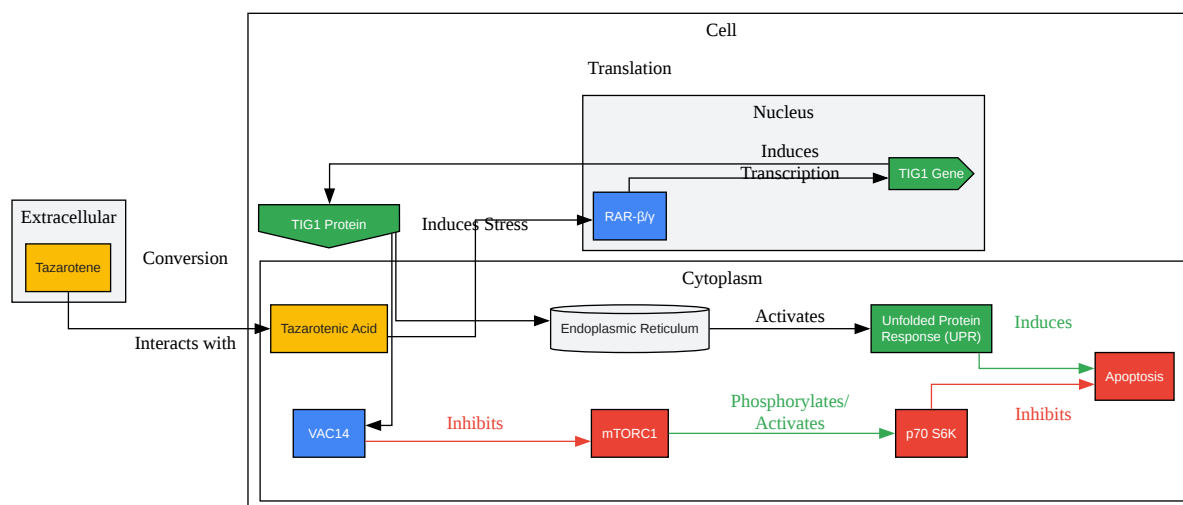 Cell
Translation
Nucleus
Induces
Transcription
TIG1 Gene
Extracellular
Tazarotene
TIG1 Protein
Induces Stress
RAR-β/γ
Conversion
Cytoplasm
Interacts with
Tazarotenic Acid
Endoplasmic Reticulum
Activates
Unfolded Protein
Response (UPR)
Induces
Apoptosis
VAC14
Inhibits
mTORC1
Phosphorylates/
Activates
p70 S6K
Inhibits